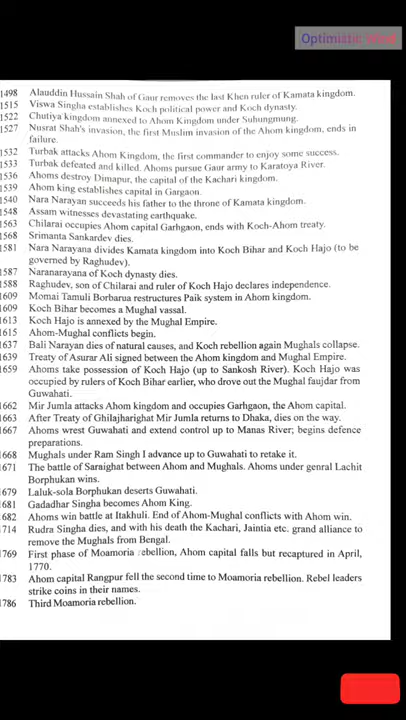 Optimistic
1498 Alauddin Hussain Shah of Gaur removes the last Khen ruler of Kamata kingdom.
1515 Viswa Singha establishes Koch political power and Koch dynasty.
1522 Chutiya kingdom annexed to Ahom Kingdom under Suhungmung.
1527 Nusrat Shah's invasion, the first Muslim invasion of the Ahom kingdom, ends in
failure.
1532 Turbak attacks Ahom Kingdom, the first commander to enjoy some success.
1533 Turbak defeated and killed. Ahoms pursue Gaur army to Karatoya River.
1536 Ahoms destroy Dimapur, the capital of the Kachari kingdom.
1539 Ahom king establishes capital in Gargaon.
1540 Nara Narayan succeeds his father to the throne of Kamata kingdom.
1548 Assam witnesses devastating earthquake.
1563 Chilarai occupies Ahom capital Garhgaon, ends with Koch-Ahom treaty.
1568 Srimanta Sankardev dies.
1581 Nara Narayana divides Kamata kingdom into Koch Bihar and Koch Hajo (to be
governed by Raghudev).
1587 Naranarayana of Koch dynasty dies.
1588 Raghudev, son of Chilarai and ruler of Koch Hajo declares independence.
1609 Momai Tamuli Borbarua restructures Paik system in Ahom kingdom.
1609 Koch Bihar becomes a Mughal vassal.
1613 Koch Hajo is annexed by the Mughal Empire.
1615 Ahom-Mughal conflicts begin.
1637 Bali Narayan dies of natural causes, and Koch rebellion again Mughals collapse.
1639 Treaty of Asurar Ali signed between the Ahom kingdom and Mughal Empire.
1659 Ahoms take possession of Koch Hajo (up to Sankosh River). Koch Hajo was
occupied by rulers of Koch Bihar earlier, who drove out the Mughal faujdar from
Guwahati.
1662 Mir Jumla attacks Ahom kingdom and occupies Garhgaon, the Ahom capital.
1663 After Treaty of Ghilajharighat Mir Jumla returns to Dhaka, dies on the way.
1667 Ahoms wrest Guwahati and extend control up to Manas River; begins defence
preparations.
1668 Mughals under Ram Singh I advance up to Guwahati to retake it.
1671 The battle of Saraighat between Ahom and Mughals. Ahoms under genral Lachit
Borphukan wins.
1679 Laluk-sola Borphukan deserts Guwahati.
1681 Gadadhar Singha becomes Ahom King.
1682 Ahoms win battle at Itakhuli. End of Ahom-Mughal conflicts with Ahom win.
1714 Rudra Singha dies, and with his death the Kachari, Jaintia etc. grand alliance to
remove the Mughals from Bengal.
1769 First phase of Moamoria rebellion, Ahom capital falls but recaptured in April,
1770.
1783 Ahom capital Rangpur fell the second time to Moamoria rebellion. Rebel leaders
strike coins in their names.
1786 Third Moamoria rebellion.